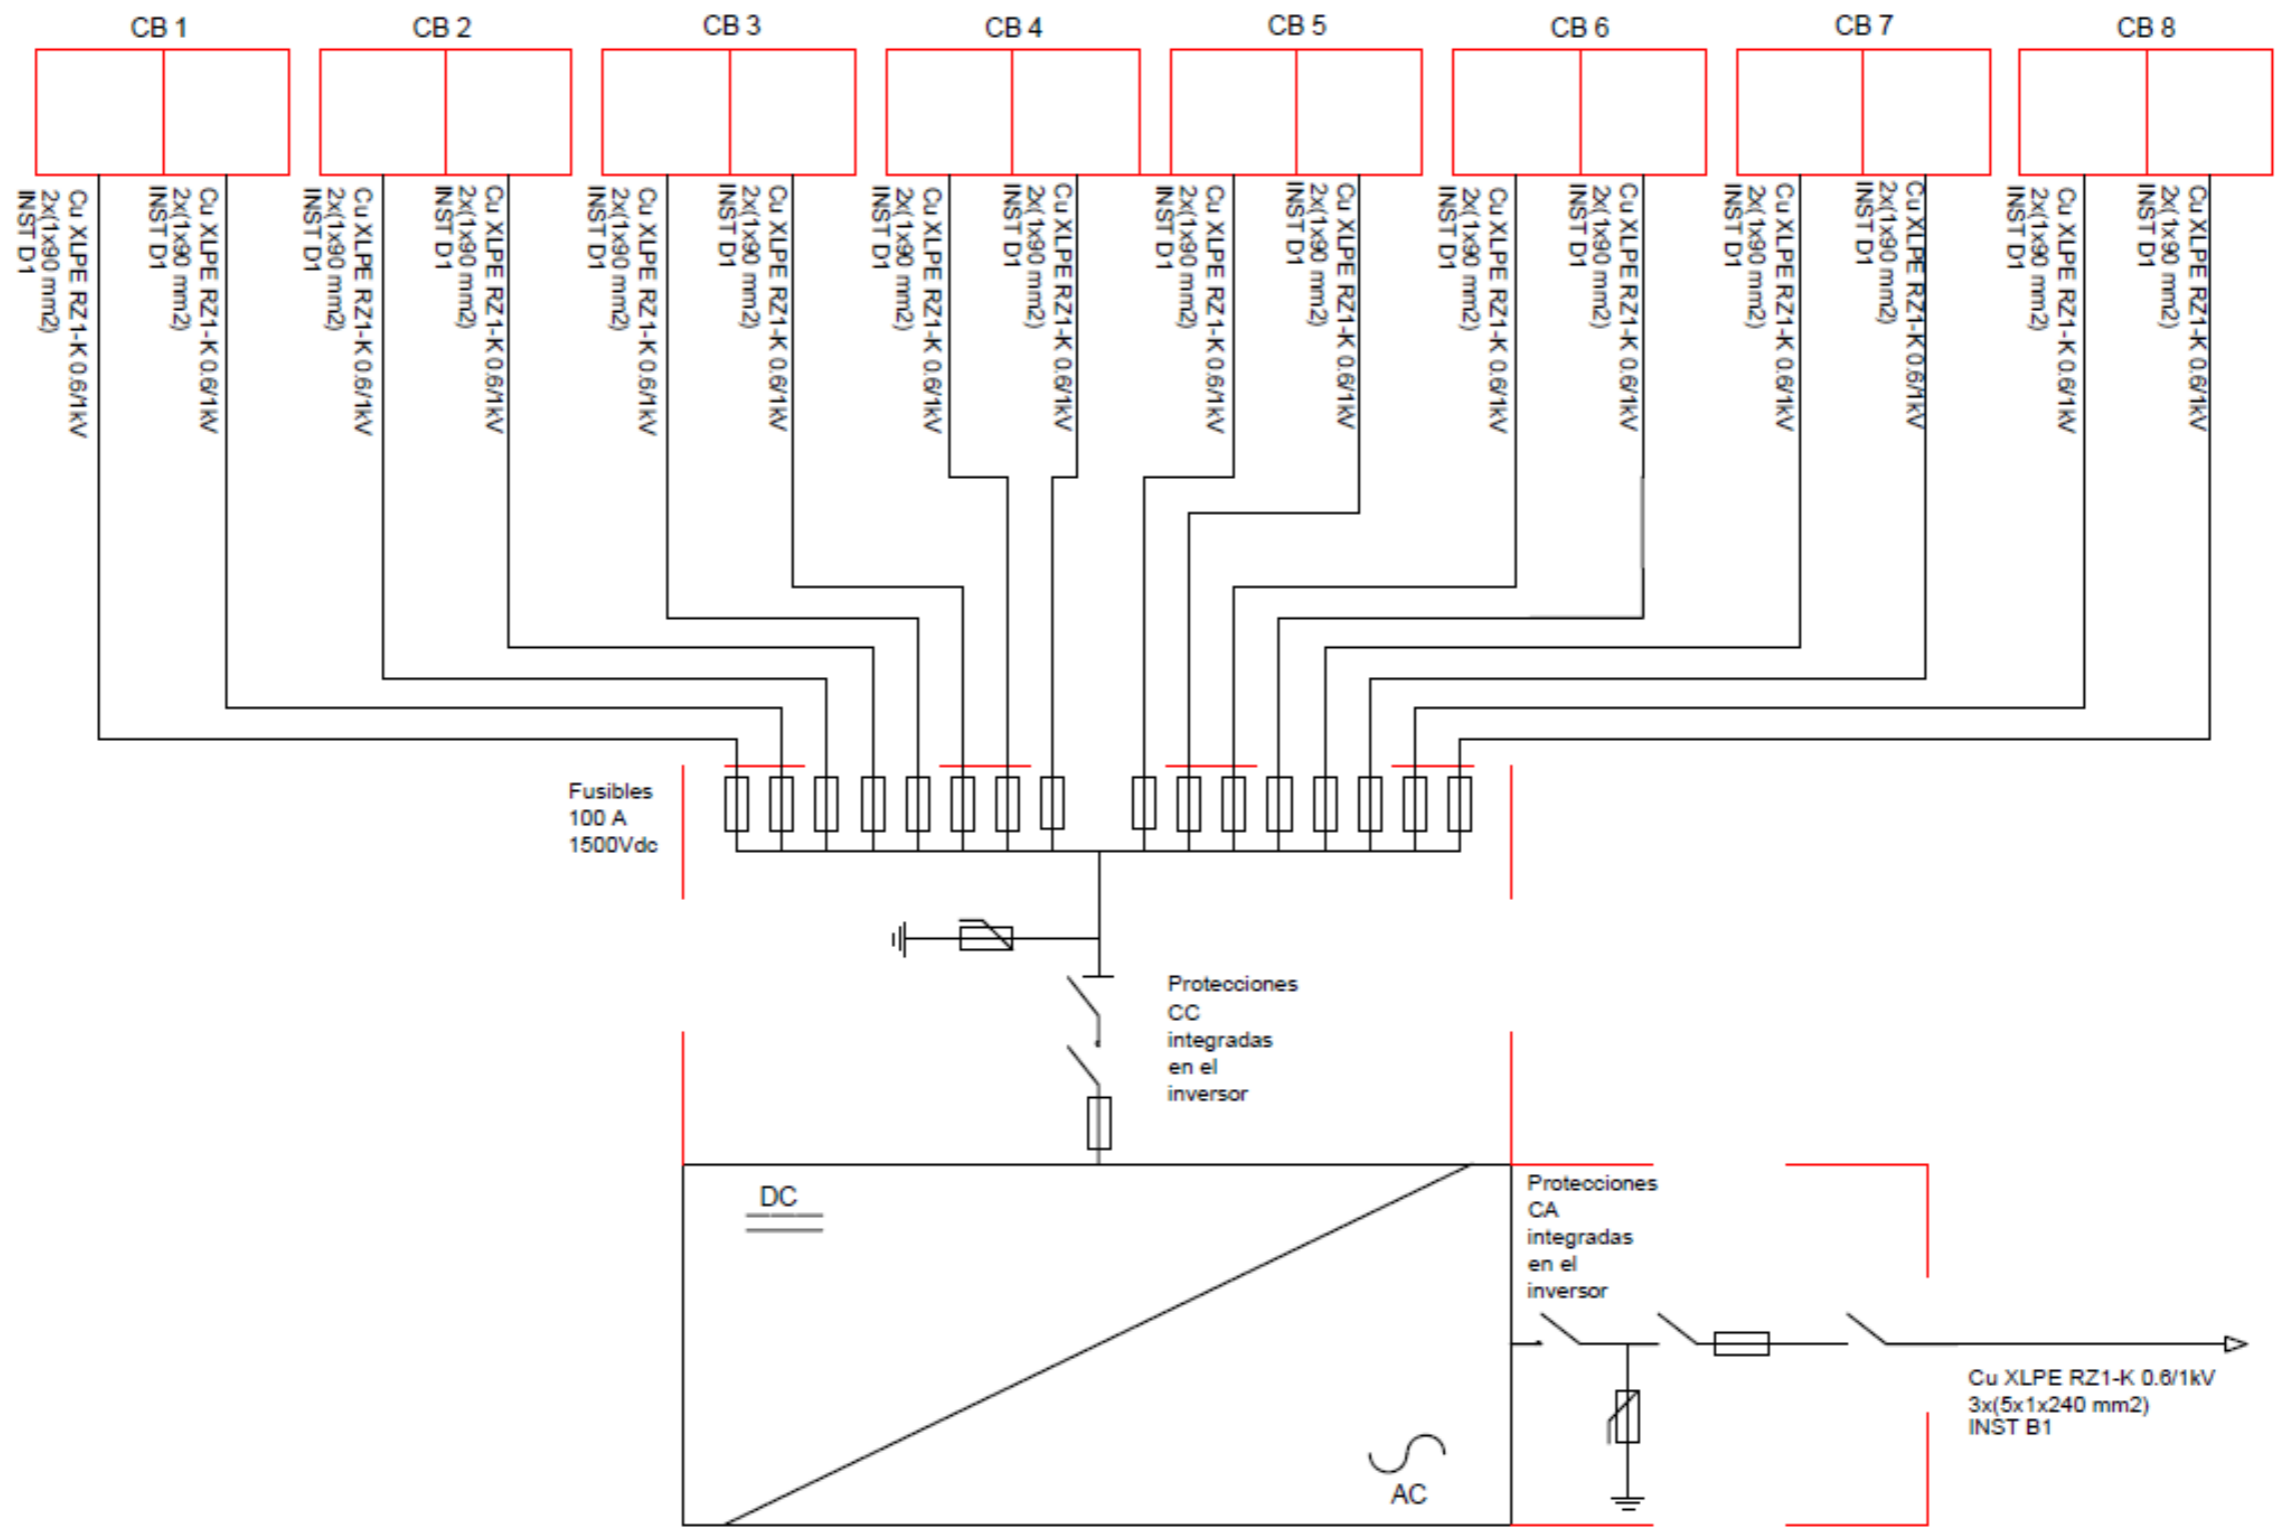 CB 1
CB 2
CB 3
CB 4
CB 5
CB 6
CB 7
CB 8
Cu XLPE RZ1-K 0.6/1kV
2x(1x90 mm2)
INST D1
Cu XLPE RZ1-K 0.6/1kV
2x(1x90 mm2)
INST D1
Cu XLPE RZ1-K 0.6/1kV
2x(1x90 mm2)
INST D1
Cu XLPE RZ1-K 0.6/1kV
2x(1x90 mm2)
INST D1
Cu XLPE RZ1-K 0.6/1kV
2x(1x90 mm2)
INST D1
Cu XLPE RZ1-K 0.6/1kV
2x(1x90 mm2)
INST D1
Cu XLPE RZ1-K 0.6/1kV
2x(1x90 mm2)
INST D1
Cu XLPE RZ1-K 0.6/1kV
2x(1x90 mm2)
INST D1
Cu XLPE RZ1-K 0.6/1kV
2x(1x90 mm2)
INST D1
Cu XLPE RZ1-K 0.6/1kV
2x(1x90 mm2)
INST D1
Cu XLPE RZ1-K 0.6/1kV
2x(1x90 mm2)
INST D1
Cu XLPE RZ1-K 0.6/1kV
2x(1x90 mm2)
INST D1
Cu XLPE RZ1-K 0.6/1kV
2x(1x90 mm2)
INST D1
Cu XLPE RZ1-K 0.6/1kV
2x(1x90 mm2)
INST D1
Cu XLPE RZ1-K 0.6/1kV
2x(1x90 mm2)
INST D1
Cu XLPE RZ1-K 0.6/1kV
2x(1x90 mm2)
INST D1
Fusibles
100 A
1500Vdc
Protecciones
CC
integradas
en el
inversor
DC
Protecciones
CA
integradas
en el
inversor
Cu XLPE RZ1-K 0.6/1kV
3x(5x1x240 mm2)
INST B1
AC